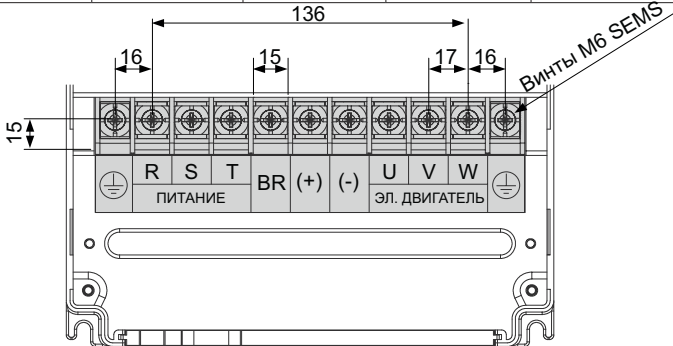 136
16
15
17
16
Винты M6 SEMS
15
R S T BR (+) (-) U V W
ПИТАНИЕ
ЭЛ. ДВИГАТЕЛЬ